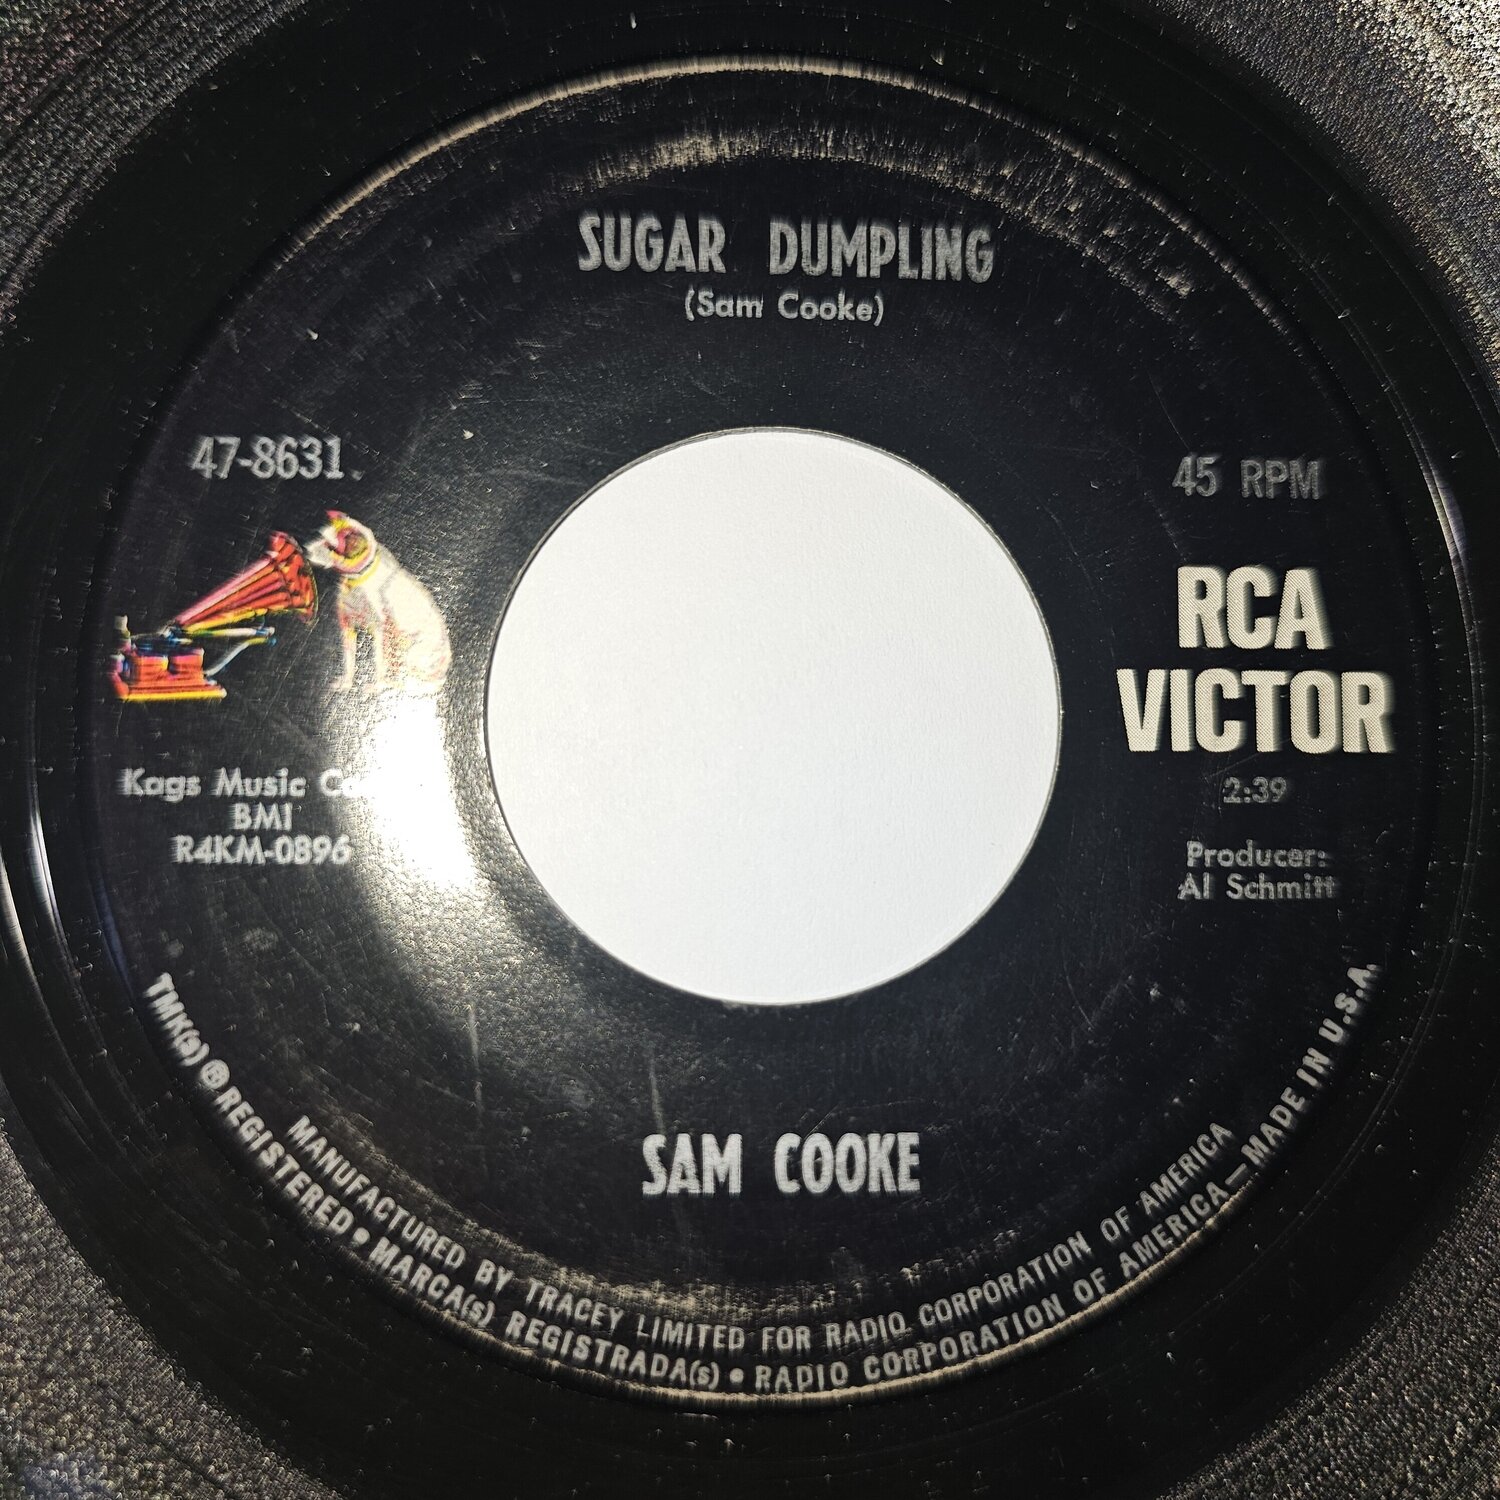 SUGAR DUMPLING
(Sam Cooke)
47-8631
45 RPM
RCA
VICTOR
2:39
Kags Music
BMI
R4KM-0896
Producer:
Al Schmitt
SAM COOKE
MANUFACTURED BY TRACEY LIMITED FOR RADIO CORPORATION OF AMERICA
TMK(s) ® REGISTERED • MARCA(s) REGISTRADA(s) • RADIO CORPORATION OF AMERICA—MADE IN U.S.A.